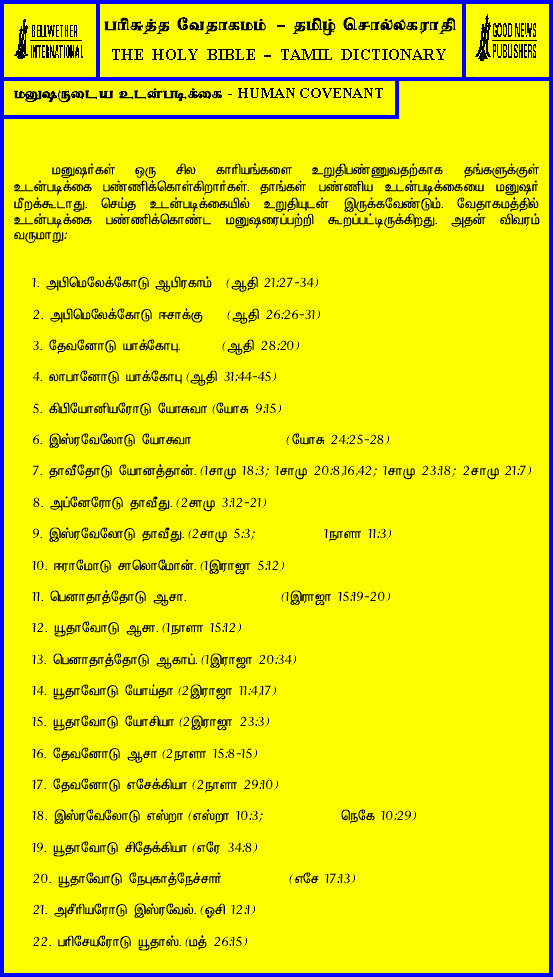 BELLWETHER
INTERNATIONAL
பரிசுத்த வேதாகமம் - தமிழ் சொல்லகராதி
THE HOLY BIBLE - TAMIL DICTIONARY
GOOD NEWS
PUBLISHERS
மனுஷருடைய உடன்படிக்கை - HUMAN COVENANT
மனுஷர்கள் ஒரு சில காரியங்களை உறுதிபண்ணுவதற்காக தங்களுக்குள்
உடன்படிக்கை பண்ணிக்கொள்கிறார்கள். தாங்கள் பண்ணிய உடன்படிக்கையை மனுஷர்
மீறக்கூடாது. செய்த உடன்படிக்கையில் உறுதியுடன் இருக்கவேண்டும். வேதாகமத்தில்
உடன்படிக்கை பண்ணிக்கொண்ட மனுஷரைப்பற்றி கூறப்பட்டிருக்கிறது. அதன் விவரம்
வருமாறு:
1. அபிமெலேக்கோடு ஆபிரகாம் (ஆதி 21:27-34)
2. அபிமெலேக்கோடு ஈசாக்கு (ஆதி 26:26-31)
3. தேவனோடு யாக்கோபு. (ஆதி 28:20)
4. லாபானோடு யாக்கோபு (ஆதி 31:44-45)
5. கிபியோனியரோடு யோசுவா (யோசு 9:15)
6. இஸ்ரவேலோடு யோசுவா (யோசு 24:25-28)
7. தாவீதோடு யோனத்தான். (1சாமு 18:3; 1சாமு 20:8,16,42; 1சாமு 23:18; 2சாமு 21:7)
8. அப்னேரோடு தாவீது. (2சாமு 3:12-21)
9. இஸ்ரவேலோடு தாவீது. (2சாமு 5:3; 1நாளா 11:3)
10. ஈராமோடு சாலொமோன். (1இராஜா 5:12)
11. பெனாதாத்தோடு ஆசா. (1இராஜா 15:19-20)
12. யூதாவோடு ஆசா. (1நாளா 15:12)
13. பெனாதாத்தோடு ஆகாப். (1இராஜா 20:34)
14. யூதாவோடு யோய்தா (2இராஜா 11:4,17)
15. யூதாவோடு யோசியா (2இராஜா 23:3)
16. தேவனோடு ஆசா (2நாளா 15:8-15)
17. தேவனோடு எசேக்கியா (2நாளா 29:10)
18. இஸ்ரவேலோடு எஸ்றா (எஸ்றா 10:3; நெகே 10:29)
19. யூதாவோடு சிதேக்கியா (எரே 34:8)
20. யூதாவோடு நேபுகாத்நேச்சார் (எசே 17:13)
21. அசீரியரோடு இஸ்ரவேல். (ஒசி 12:1)
22. பரிசேயரோடு யூதாஸ். (மத் 26:15)